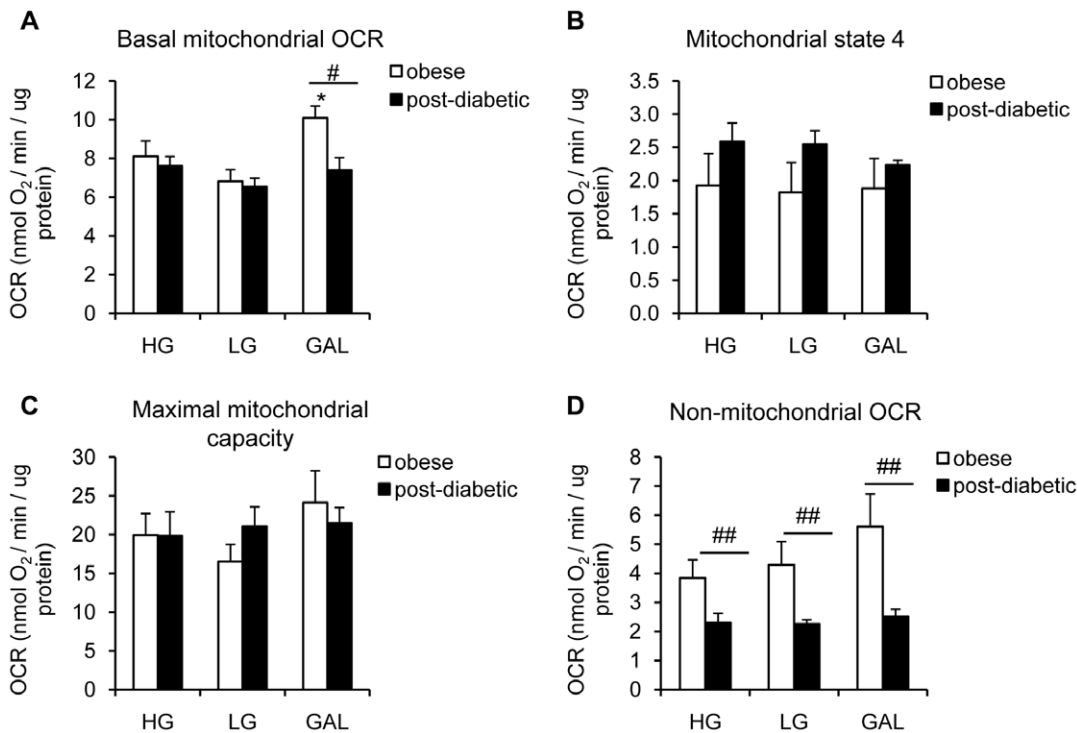 A
Basal mitochondrial OCR
OCR (nmol O2 / min / ug
protein)
12
10
8
6
4
2
0
#
*
obese
post-diabetic
HG LG GAL
B
Mitochondrial state 4
OCR (nmol O2 / min / ug
protein)
3.5
3.0
2.5
2.0
1.5
1.0
0.5
0.0
obese
post-diabetic
HG LG GAL
C
Maximal mitochondrial
capacity
OCR (nmol O2 / min / ug
protein)
30
25
20
15
10
5
0
obese
post-diabetic
HG LG GAL
D
Non-mitochondrial OCR
OCR (nmol O2 / min / ug
protein)
8
7
6
5
4
3
2
1
0
##
##
##
obese
post-diabetic
HG LG GAL